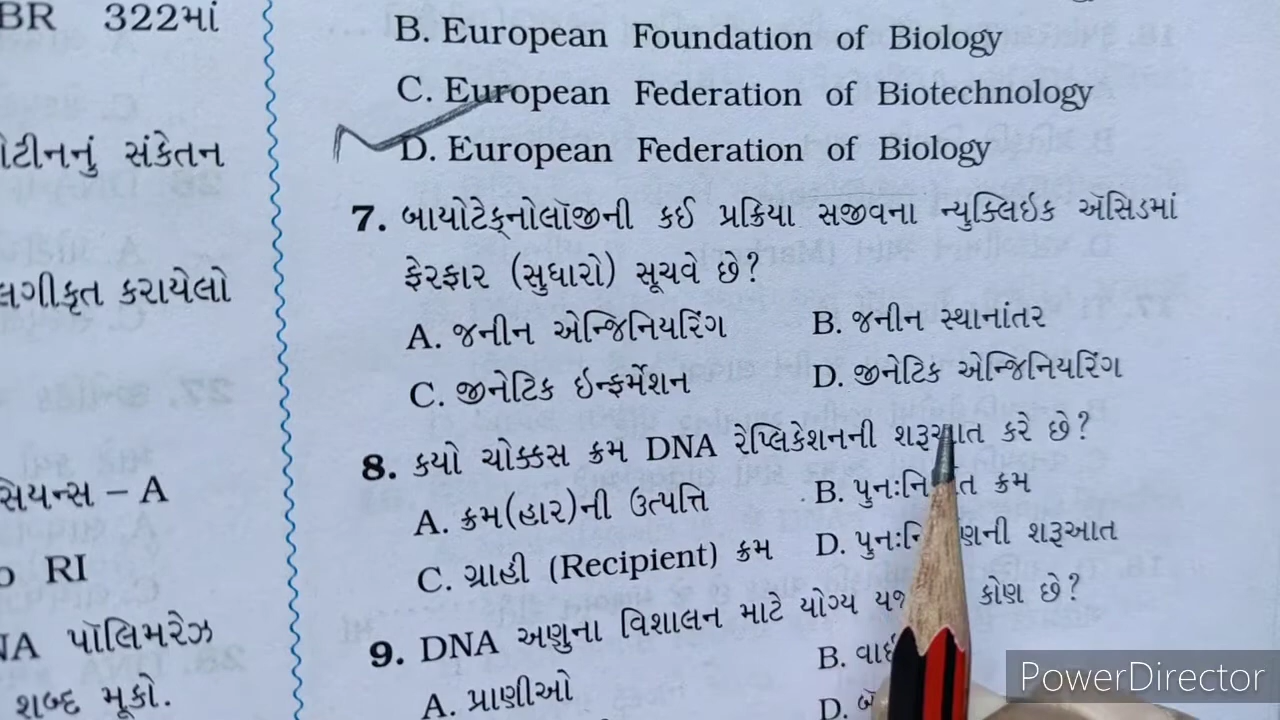 BR 322માં
ોટીનનું સંકેતન
લગીકૃત કરાયેલો
સિયન્સ – A
RI
NA પૉલિમરેઝ
શબ્દ મૂકો.
B. European Foundation of Biology
C. European Federation of Biotechnology
D. European Federation of Biology
7. બાયોટેક્નોલૉજીની કઈ પ્રક્રિયા સજીવના ન્યુક્લિઇક ઍસિડમાં
ફેરફાર (સુધારો) સૂચવે છે?
A. જનીન એન્જિનિયરિંગ B. જનીન સ્થાનાંતર
C. જીનેટિક ઇન્ફર્મેશન D. જીનેટિક એન્જિનિયરિંગ
8. કયો ચોક્કસ ક્રમ DNA રેપ્લિકેશનની શરૂઆત કરે છે?
A. ક્રમ(હાર)ની ઉત્પત્તિ B. ક્રમ
C. ગ્રાહી (Recipient) ક્રમ D. શરૂઆત
9. DNA અણુના વિશાલન માટે યોગ્ય કોણ છે?
A. પ્રાણીઓ B.
D.
PowerDirector